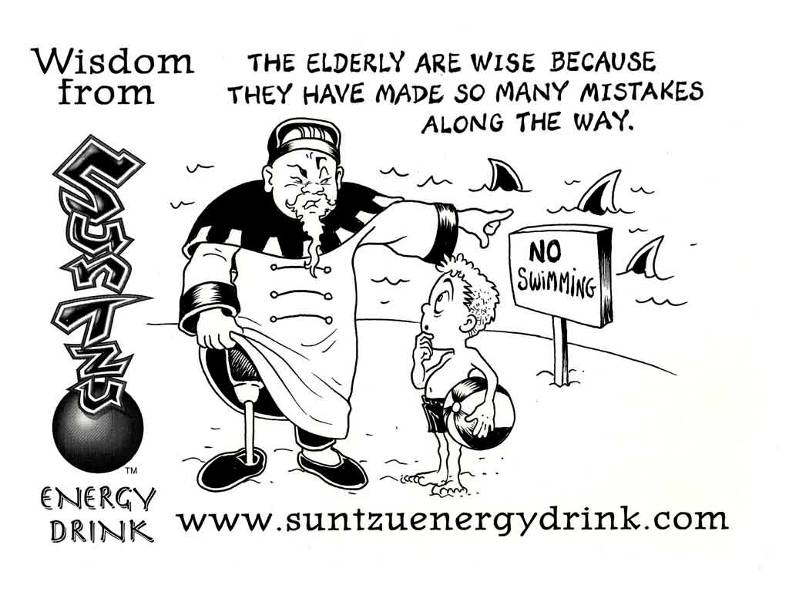 Wisdom
from
SunTzu
TM
ENERGY
DRINK
THE ELDERLY ARE WISE BECAUSE
THEY HAVE MADE SO MANY MISTAKES
ALONG THE WAY.
NO
SWIMMING
www.suntzuenergydrink.com